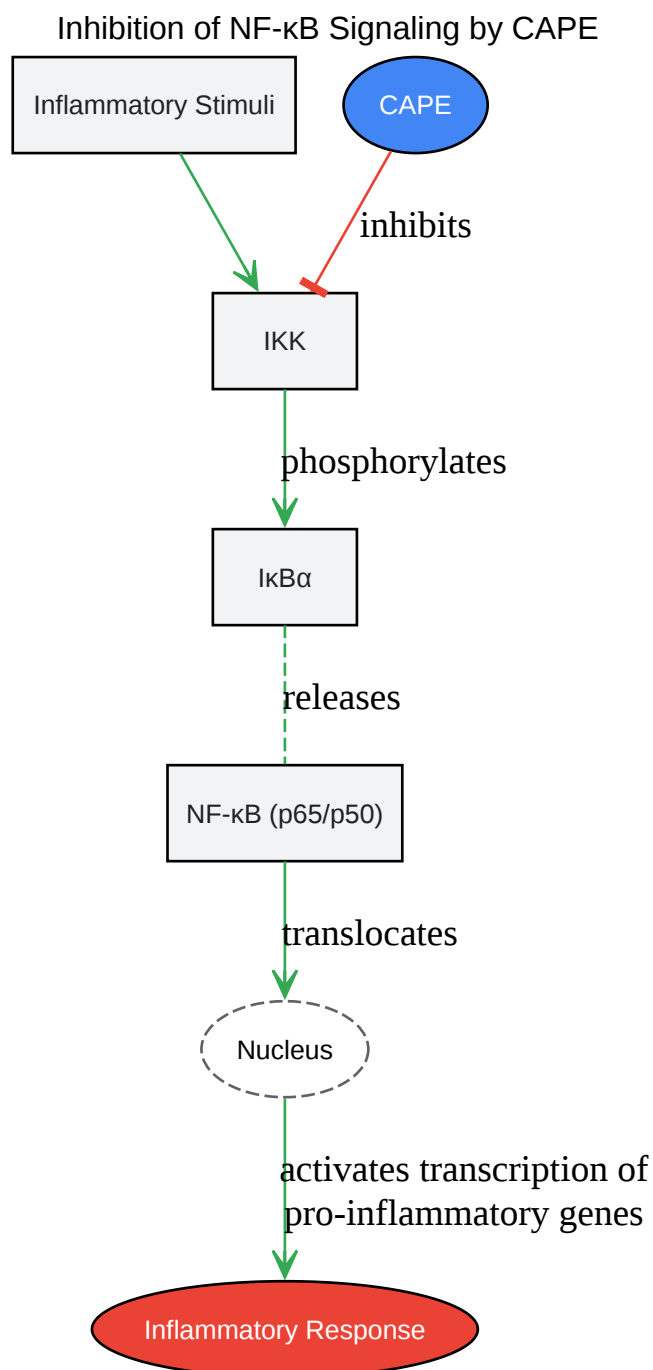 Inhibition of NF-κB Signaling by CAPE
Inflammatory Stimuli
CAPE
inhibits
IKK
phosphorylates
IκBα
releases
NF-κB (p65/p50)
translocates
Nucleus
activates transcription of
pro-inflammatory genes
Inflammatory Response